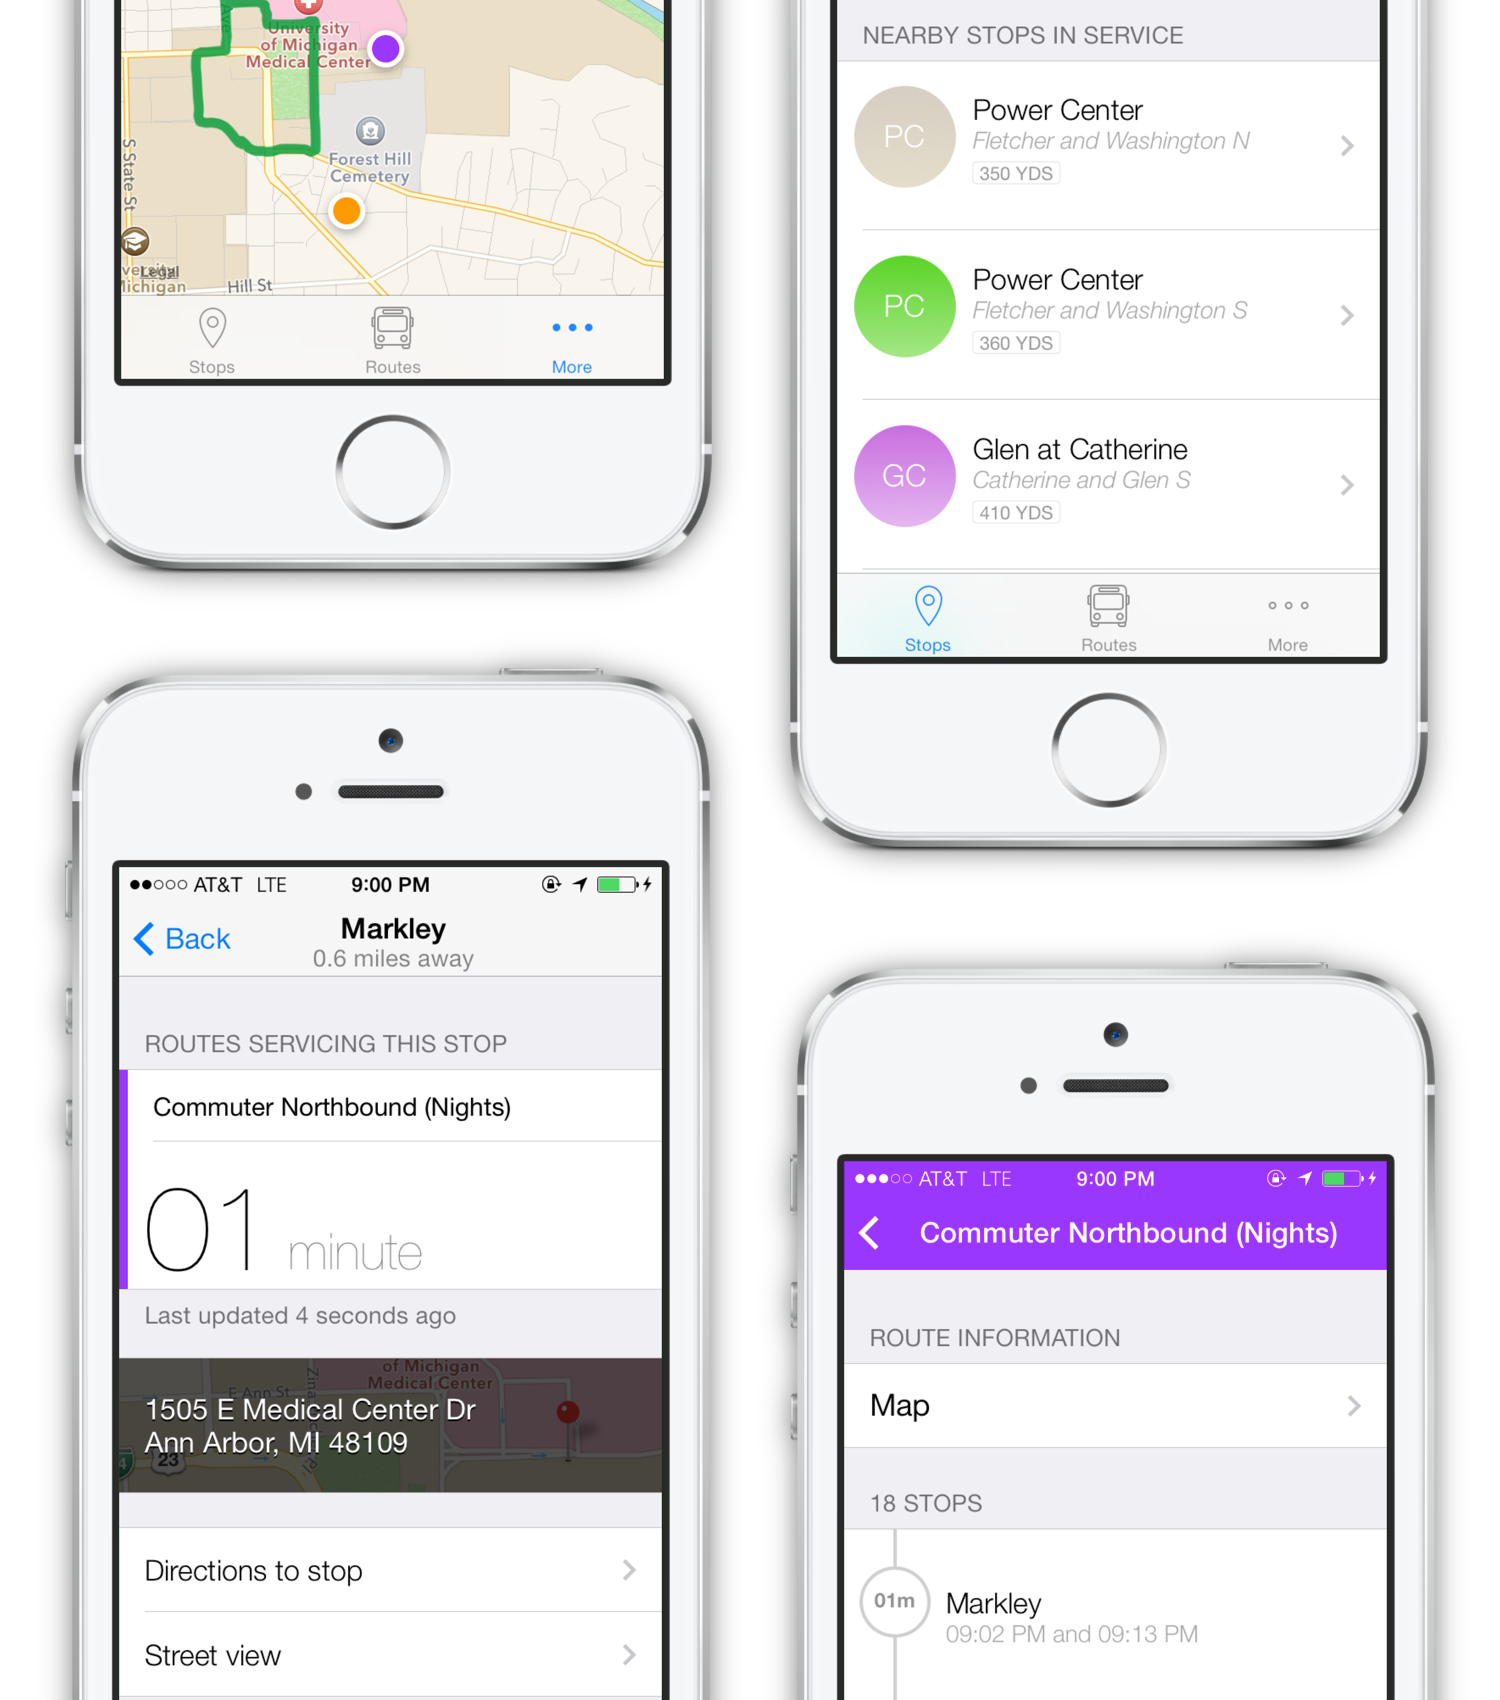 University
of Michigan
Medical Center
Forest Hill
Cemetery
S State St
Legal
Michigan
Hill St
Stops
Routes
More
NEARBY STOPS IN SERVICE
PC
Power Center
Fletcher and Washington N
350 YDS
PC
Power Center
Fletcher and Washington S
360 YDS
GC
Glen at Catherine
Catherine and Glen S
410 YDS
Stops
Routes
More
AT&T LTE 9:00 PM
Back
Markley
0.6 miles away
ROUTES SERVICING THIS STOP
Commuter Northbound (Nights)
01 minute
Last updated 4 seconds ago
of Michigan
Medical Center
E Ann St
1505 E Medical Center Dr
Ann Arbor, MI 48109
23
Directions to stop
Street view
AT&T LTE 9:00 PM
Commuter Northbound (Nights)
ROUTE INFORMATION
Map
18 STOPS
01m
Markley
09:02 PM and 09:13 PM